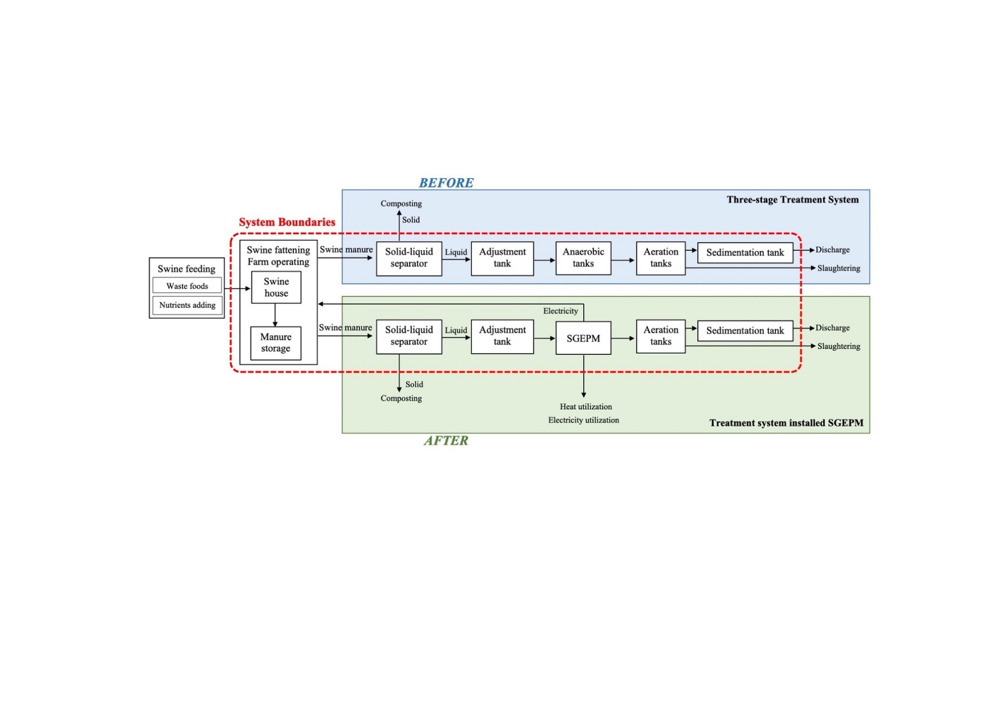 BEFORE
Three-stage Treatment System
Composting
Solid
System Boundaries
Swine feeding
Waste foods
Nutrients adding
Swine fattening
Farm operating
Swine
house
Manure
storage
Swine manure
Solid-liquid
separator
Liquid
Adjustment
tank
Anaerobic
tanks
Aeration
tanks
Sedimentation tank
Discharge
Slaughtering
Electricity
Swine manure
Solid-liquid
separator
Liquid
Adjustment
tank
SGEPM
Aeration
tanks
Sedimentation tank
Discharge
Slaughtering
Solid
Composting
Heat utilization
Electricity utilization
Treatment system installed SGEPM
AFTER